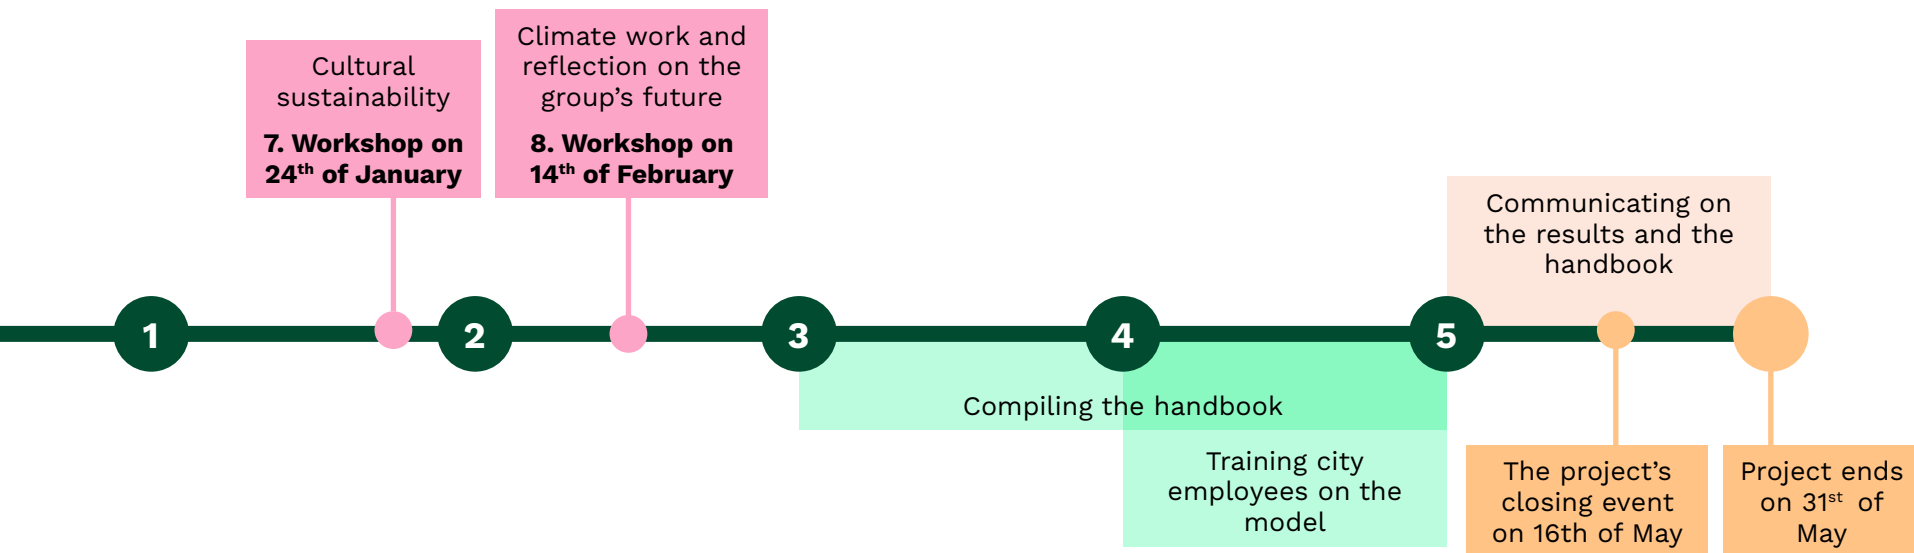 Cultural
sustainability
7. Workshop on
24th of January
Climate work and
reflection on the
group's future
8. Workshop on
14th of February
Communicating on
the results and the
handbook
1
2
3
4
5
Compiling the handbook
Training city
employees on the
model
The project's
closing event
on 16th of May
Project ends
on 31st of
May